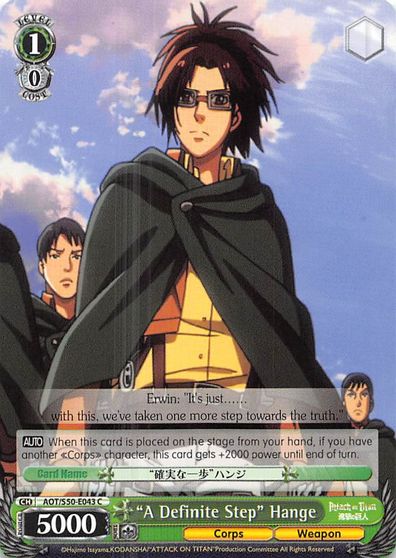 LEVEL
1
0
COST
Erwin: "It's just......
with this, we've taken one more step towards the truth."
AUTO When this card is placed on the stage from your hand, if you have
another «Corps» character, this card gets +2000 power until end of turn.
Card Name "確実な一歩" ハンジ
CH AOT/S50-E043 C
5000
"A Definite Step" Hange
Attack on Titan
進撃の巨人
Corps Weapon
©Hajime Isayama,KODANSHA/"ATTACK ON TITAN"Production Committee All Rights Reserved.